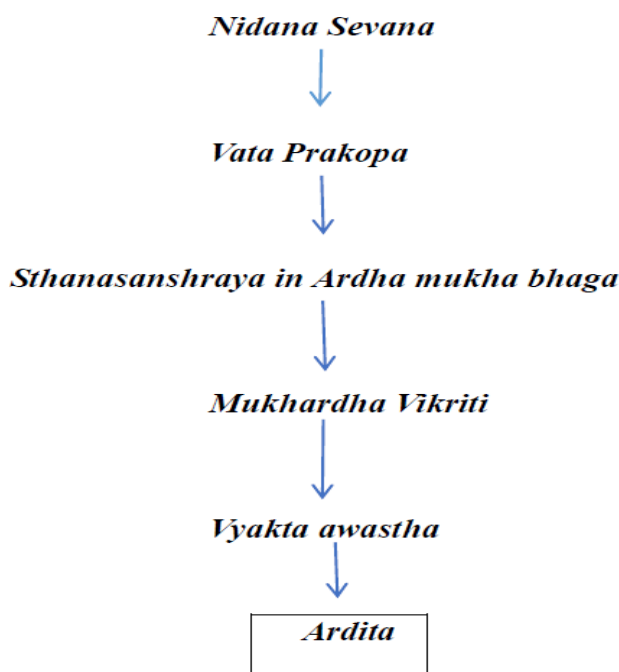 Nidana Sevana
Vata Prakopa
Sthanasanshraya in Ardha mukha bhaga
Mukhardha Vikriti
Vyakta awastha
Ardita